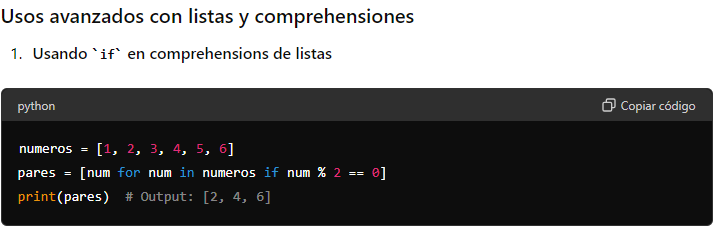 Usos avanzados con listas y comprehensiones
1. Usando `if` en comprehensions de listas
python
Copiar código
numeros = [1, 2, 3, 4, 5, 6]
pares = [num for num in numeros if num % 2 == 0]
print(pares)  # Output: [2, 4, 6]